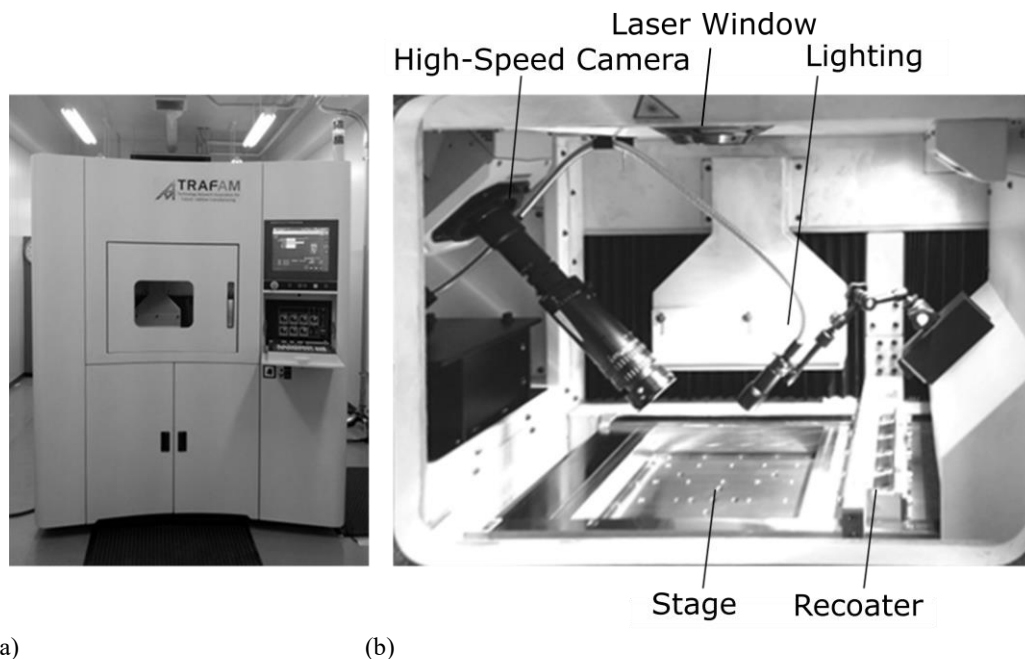 Laser Window
High-Speed Camera
Lighting
TRAFAM
Stage
Recoater
a)
(b)